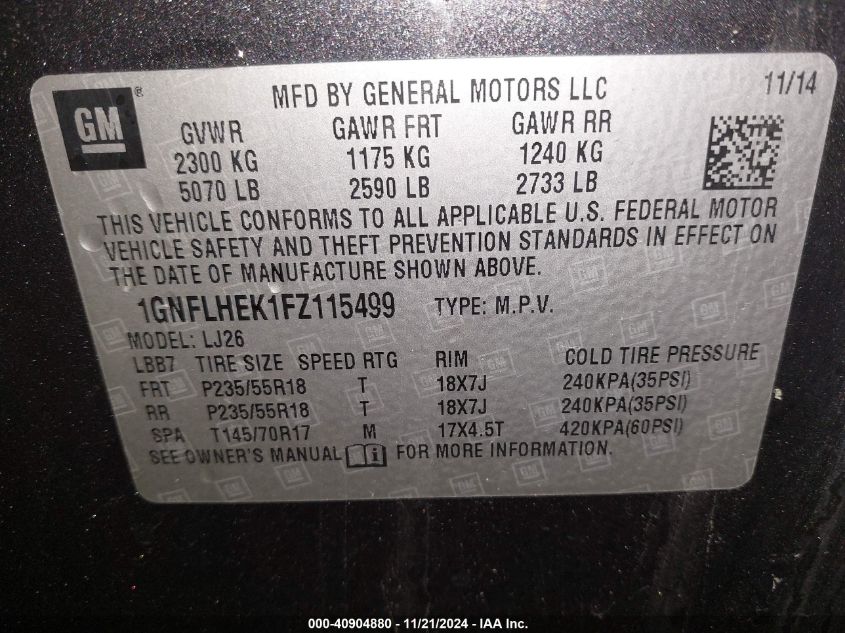 GM ®
MFD BY GENERAL MOTORS LLC 11/14
GVWR GAWR FRT GAWR RR
2300 KG 1175 KG 1240 KG
5070 LB 2590 LB 2733 LB
THIS VEHICLE CONFORMS TO ALL APPLICABLE U.S. FEDERAL MOTOR
VEHICLE SAFETY AND THEFT PREVENTION STANDARDS IN EFFECT ON
THE DATE OF MANUFACTURE SHOWN ABOVE.
1GNFLHEK1FZ115499 TYPE: M.P.V.
MODEL: LJ26
LBB7 TIRE SIZE SPEED RTG RIM COLD TIRE PRESSURE
FRT P235/55R18 T 18X7J 240KPA(35PSI)
RR P235/55R18 T 18X7J 240KPA(35PSI)
SPA T145/70R17 M 17X4.5T 420KPA(60PSI)
SEE OWNER'S MANUAL FOR MORE INFORMATION.
000-40904880 - 11/21/2024 - IAA Inc.